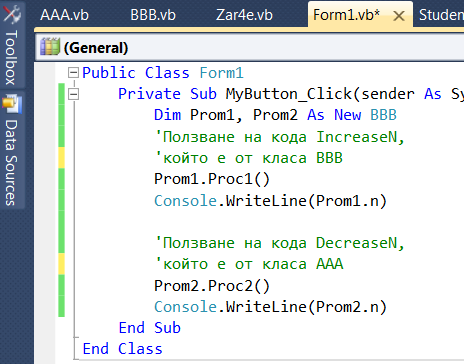 AAA.vb BBB.vb Zar4e.vb Form1.vb* Studen
Toolbox
Data Sources
(General)
Public Class Form1
Private Sub MyButton_Click(sender As Sy
Dim Prom1, Prom2 As New BBB
'Ползване на кода IncreaseN,
'който е от класа BBB
Prom1.Proc1()
Console.WriteLine(Prom1.n)
'Ползване на кода DecreaseN,
'който е от класа AAA
Prom2.Proc2()
Console.WriteLine(Prom2.n)
End Sub
End Class